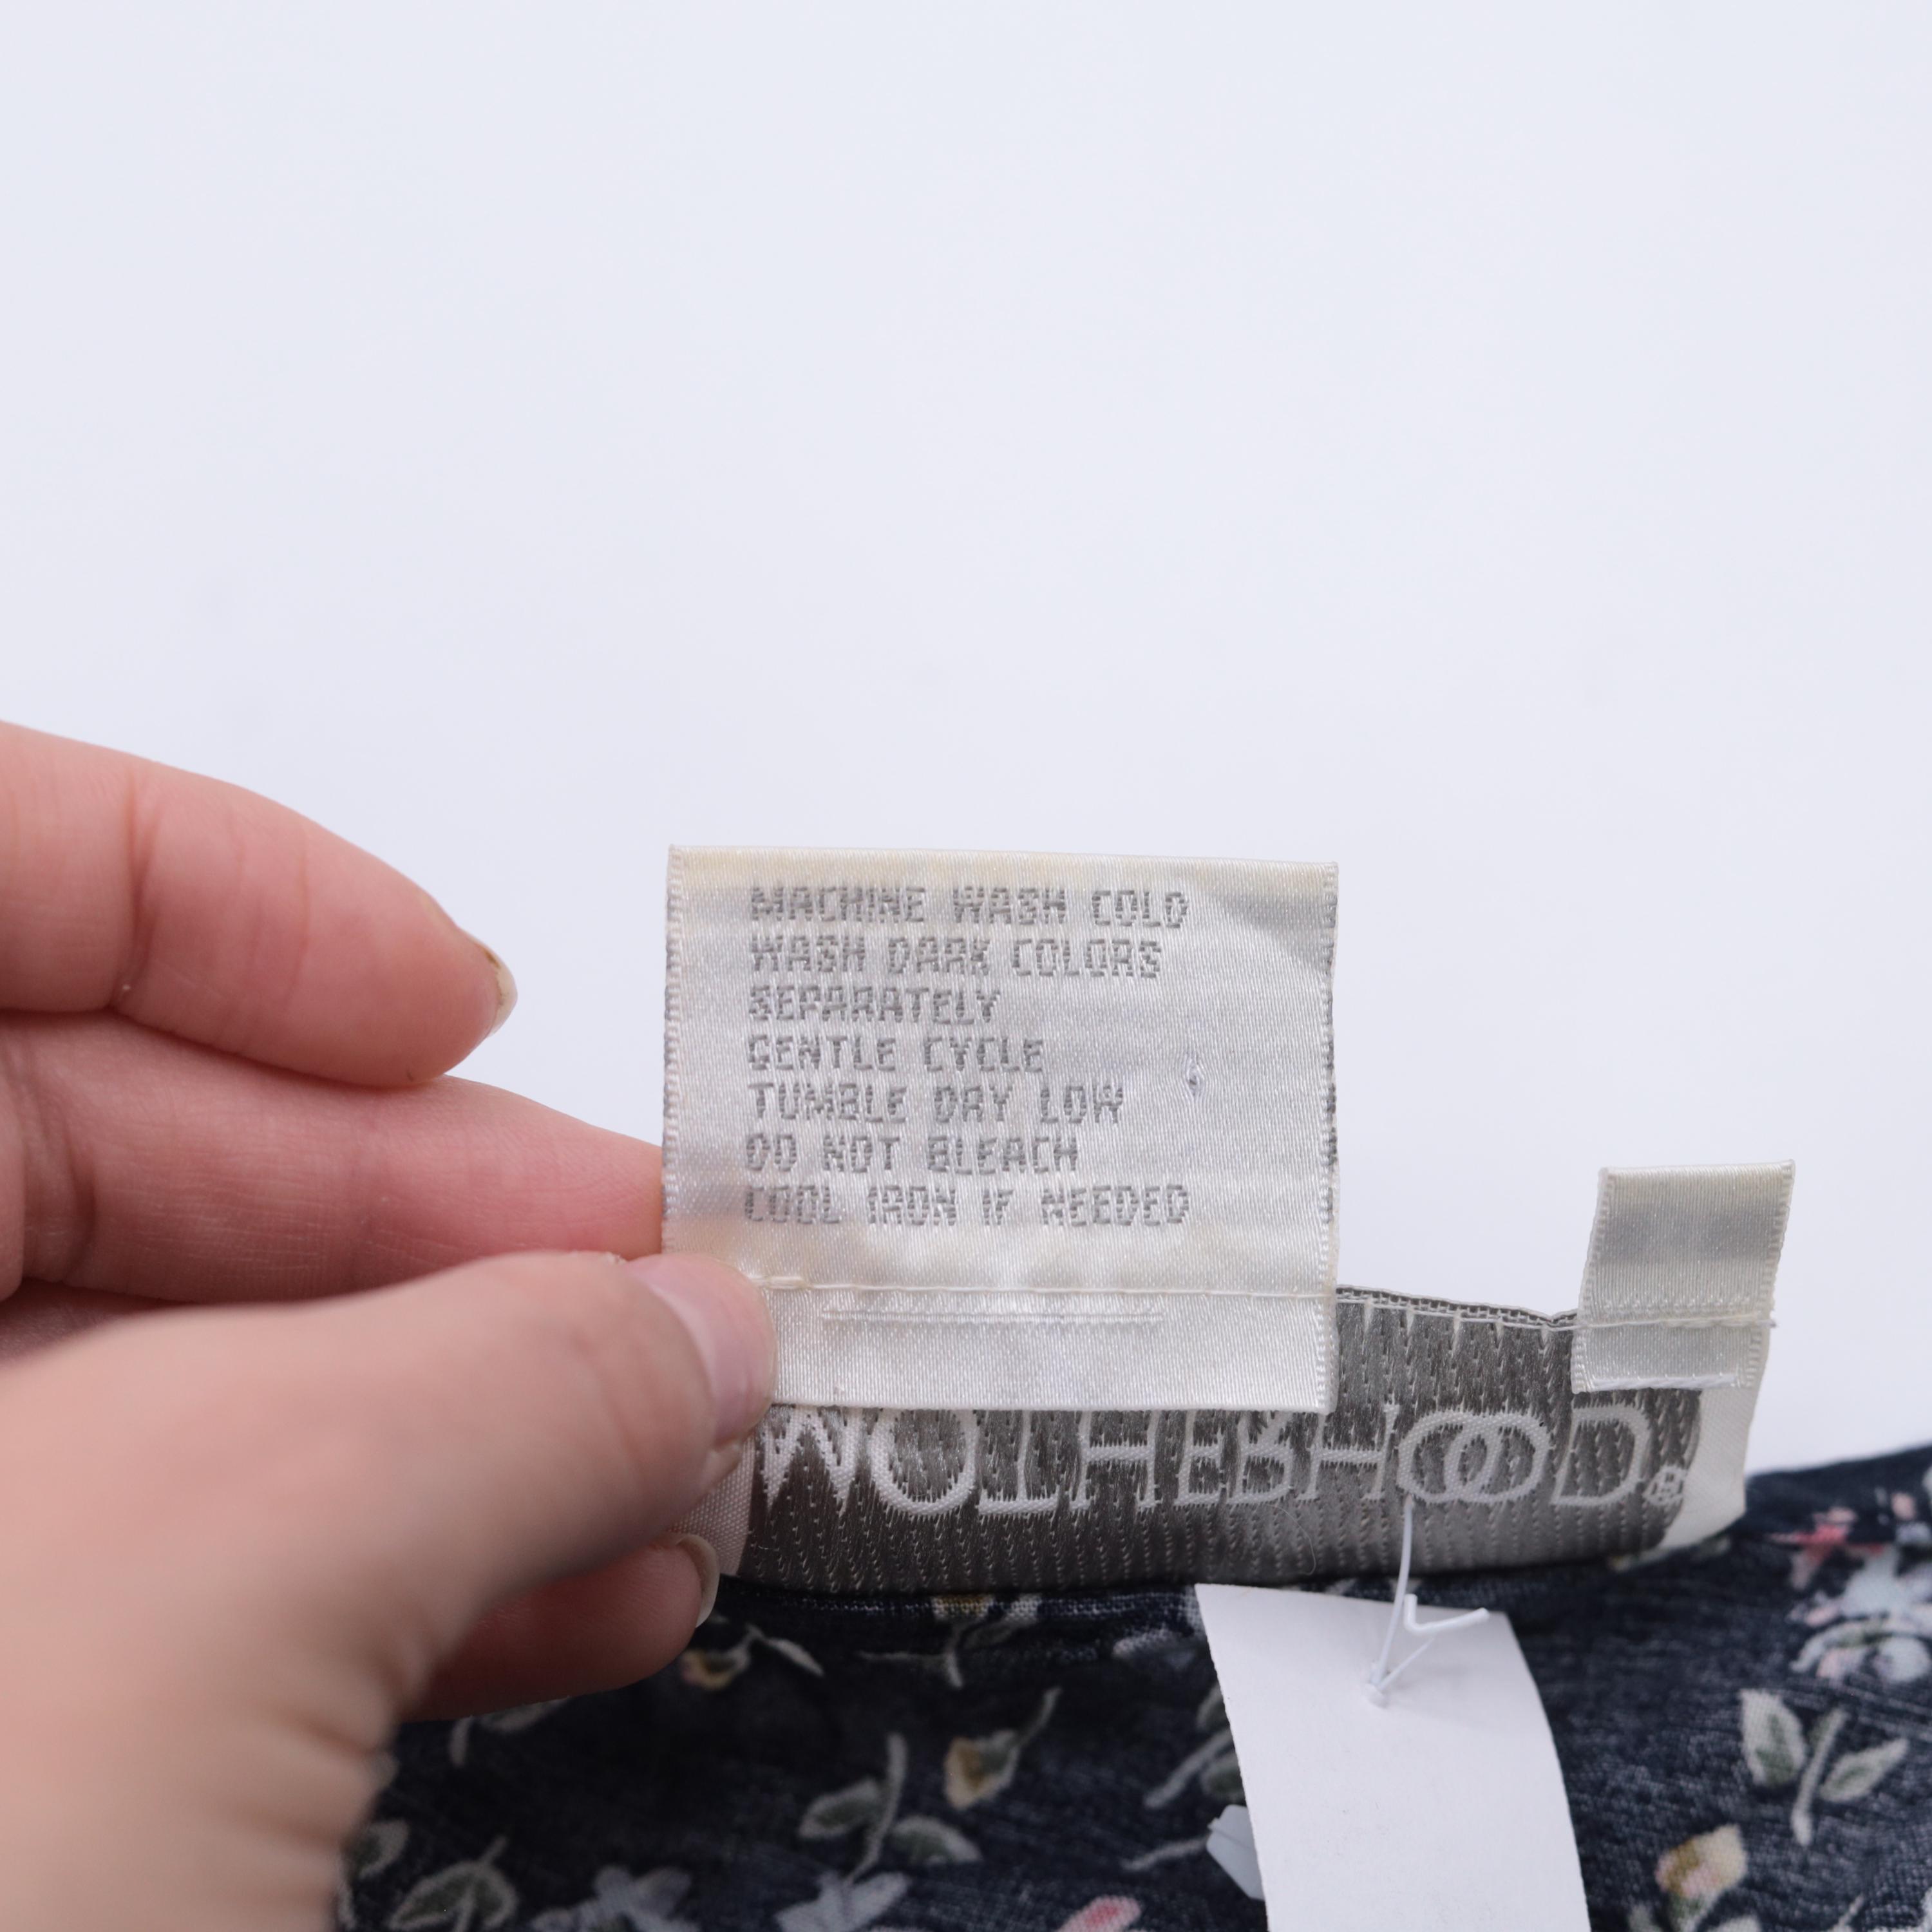 MACHINE WASH COLD
WASH DARK COLORS
SEPARATELY
GENTLE CYCLE
TUMBLE DRY LOW
DO NOT BLEACH
COOL IRON IF NEEDED
MOTHERHOOD®